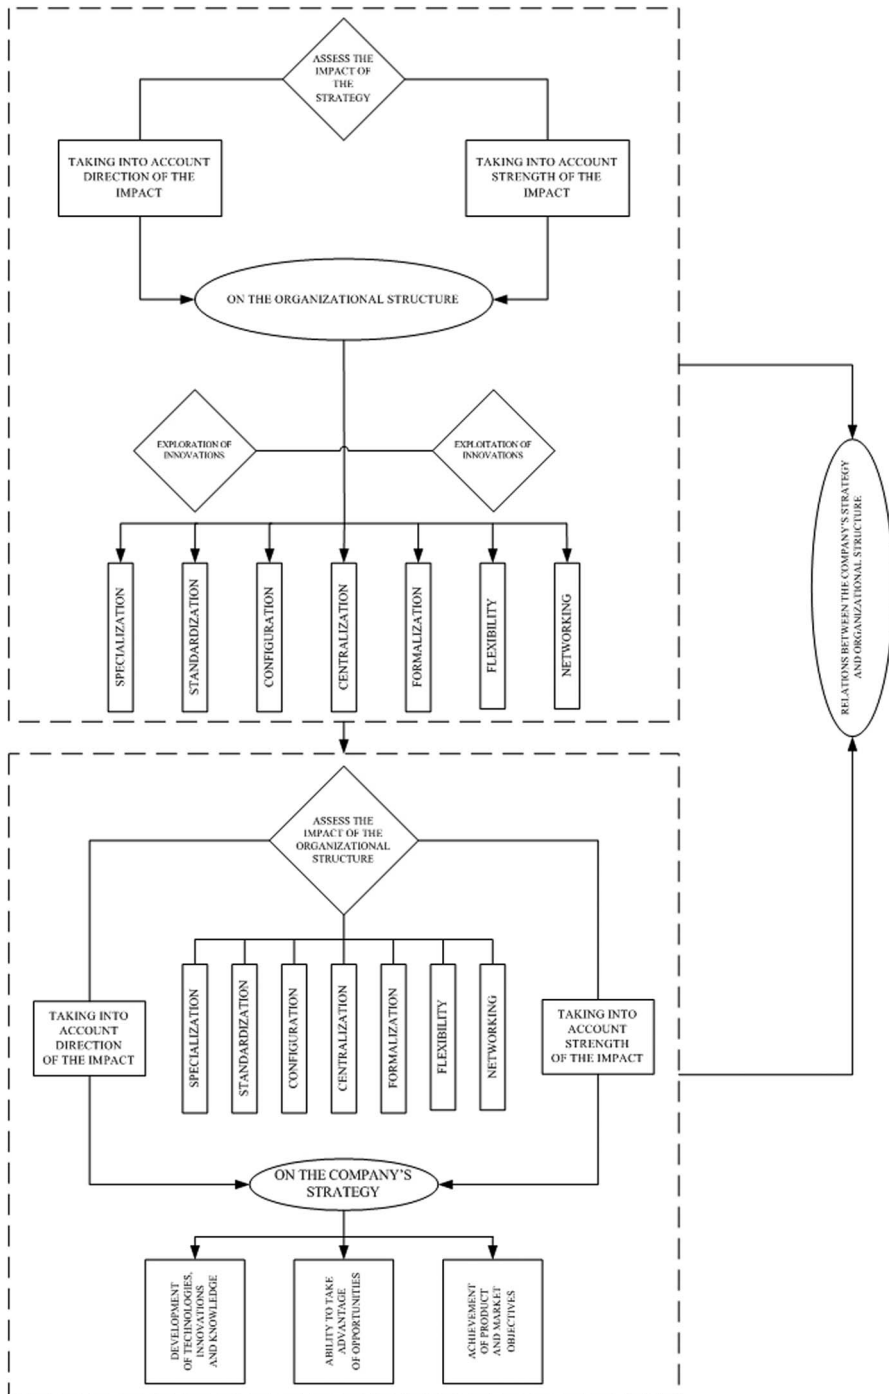 ASSESS THE
IMPACT OF
THE
STRATEGY
TAKING INTO ACCOUNT
DIRECTION OF THE
IMPACT
TAKING INTO ACCOUNT
STRENGTH OF THE
IMPACT
ON THE ORGANIZATIONAL STRUCTURE
EXPLORATION OF
INNOVATIONS
EXPLOITATION OF
INNOVATIONS
SPECIALIZATION
STANDARDIZATION
CONFIGURATION
CENTRALIZATION
FORMALIZATION
FLEXIBILITY
NETWORKING
RELATIONS BETWEEN THE COMPANY'S STRATEGY
AND ORGANIZATIONAL STRUCTURE
ASSESS THE
IMPACT OF THE
ORGANIZATIONAL
STRUCTURE
TAKING INTO
ACCOUNT
DIRECTION
OF THE IMPACT
SPECIALIZATION
STANDARDIZATION
CONFIGURATION
CENTRALIZATION
FORMALIZATION
FLEXIBILITY
NETWORKING
TAKING INTO
ACCOUNT
STRENGTH
OF THE IMPACT
ON THE COMPANY'S
STRATEGY
DEVELOPMENT
OF TECHNOLOGIES,
INNOVATIONS
AND KNOWLEDGE
ABILITY TO TAKE
ADVANTAGE
OF OPPORTUNITIES
ACHIEVEMENT
OF PRODUCT
AND MARKET
OBJECTIVES